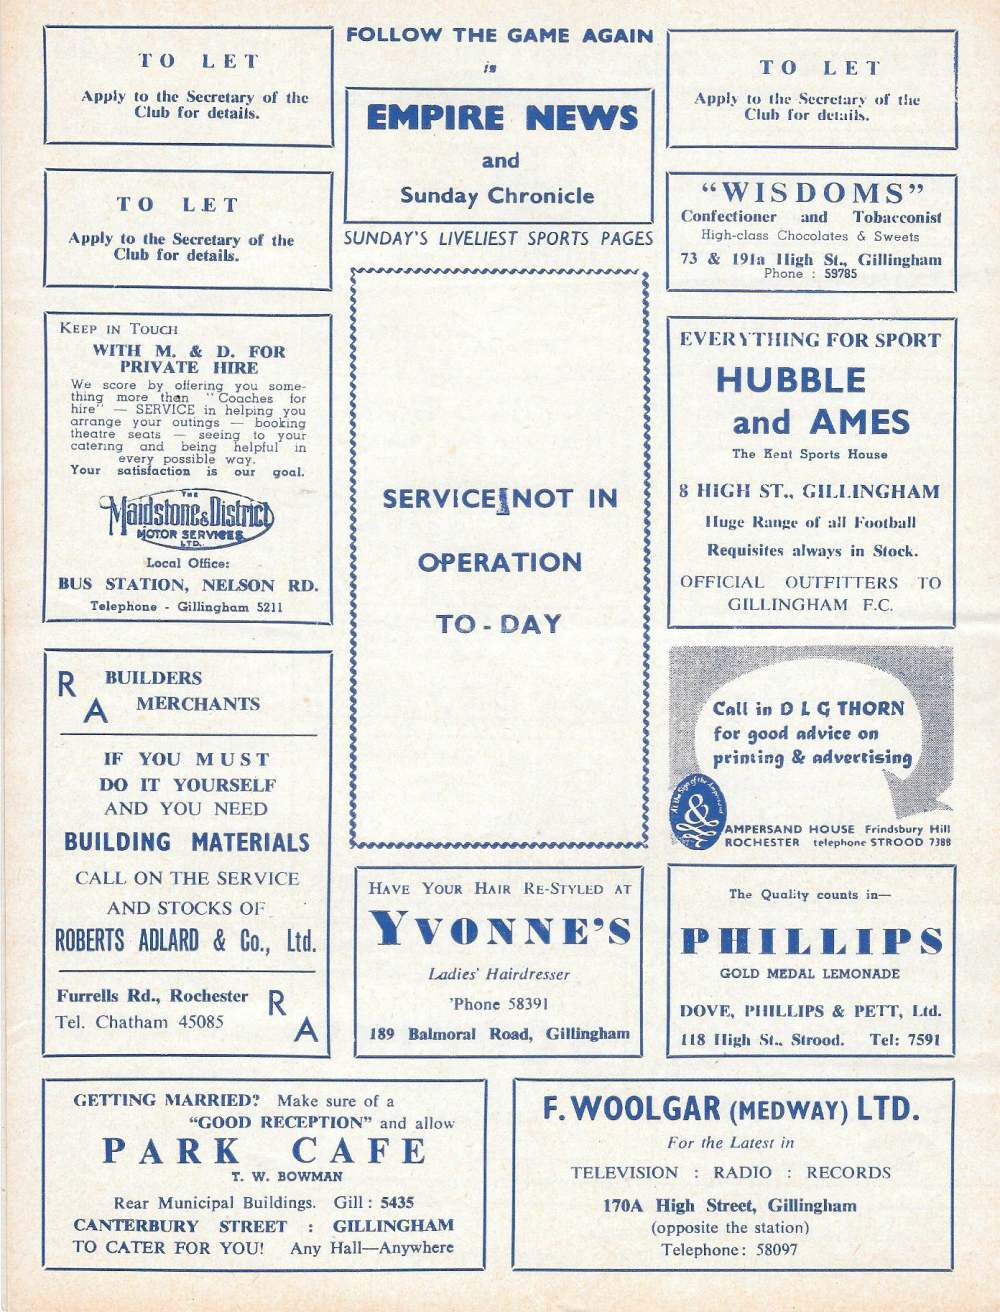 TO LET
Apply to the Secretary of the
Club for details.
TO LET
Apply to the Secretary of the
Club for details.
KEEP IN TOUCH
WITH M. & D. FOR
PRIVATE HIRE
We score by offering you some-
thing more than "Coaches for
hire" — SERVICE in helping you
arrange your outings — booking
theatre seats — seeing to your
catering and being helpful in
every possible way.
Your satisfaction is our goal.
THE
Maidstone & District
MOTOR SERVICES
LTD.
Local Office:
BUS STATION, NELSON RD.
Telephone - Gillingham 5211
R A
BUILDERS
MERCHANTS
IF YOU MUST
DO IT YOURSELF
AND YOU NEED
BUILDING MATERIALS
CALL ON THE SERVICE
AND STOCKS OF
ROBERTS ADLARD & Co., Ltd.
Furrells Rd., Rochester
Tel. Chatham 45085
R A
FOLLOW THE GAME AGAIN
is
EMPIRE NEWS
and
Sunday Chronicle
SUNDAY'S LIVELIEST SPORTS PAGES
SERVICE NOT IN
OPERATION
TO-DAY
HAVE YOUR HAIR RE-STYLED AT
YVONNE'S
Ladies' Hairdresser
'Phone 58391
189 Balmoral Road, Gillingham
TO LET
Apply to the Secretary of the
Club for details.
"WISDOMS"
Confectioner and Tobacconist
High-class Chocolates & Sweets
73 & 191a High St., Gillingham
Phone : 59785
EVERYTHING FOR SPORT
HUBBLE
and AMES
The Kent Sports House
8 HIGH ST., GILLINGHAM
Huge Range of all Football
Requisites always in Stock.
OFFICIAL OUTFITTERS TO
GILLINGHAM F.C.
Call in D L G THORN
for good advice on
printing & advertising
At the Sign of the Ampersand
&
AMPERSAND HOUSE Frindsbury Hill
ROCHESTER telephone STROOD 7388
The Quality counts in—
PHILLIPS
GOLD MEDAL LEMONADE
DOVE, PHILLIPS & PETT, Ltd.
118 High St., Strood. Tel: 7591
GETTING MARRIED? Make sure of a
"GOOD RECEPTION" and allow
PARK CAFE
T. W. BOWMAN
Rear Municipal Buildings. Gill : 5435
CANTERBURY STREET : GILLINGHAM
TO CATER FOR YOU! Any Hall—Anywhere
F. WOOLGAR (MEDWAY) LTD.
For the Latest in
TELEVISION : RADIO : RECORDS
170A High Street, Gillingham
(opposite the station)
Telephone: 58097